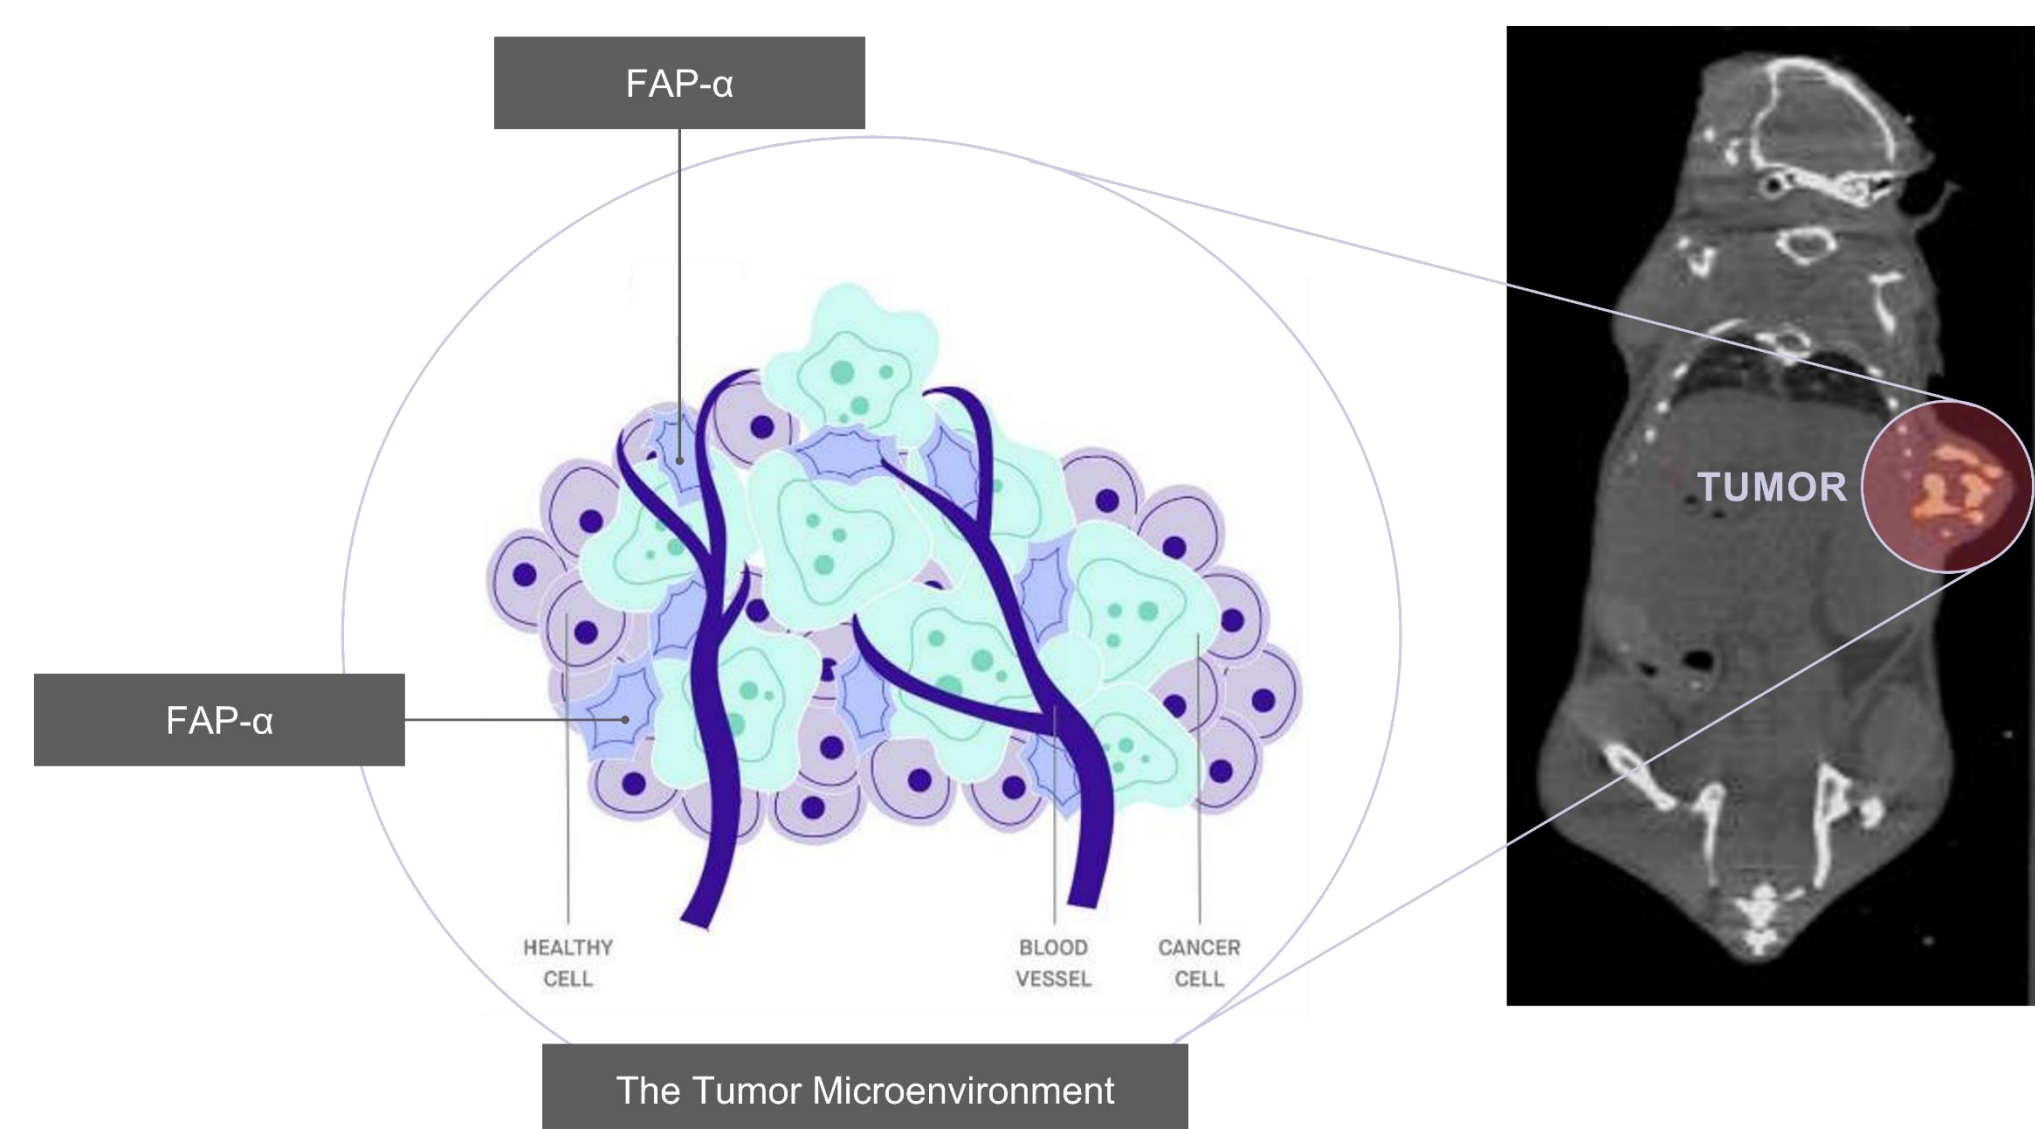 FAP-α
TUMOR
FAP-α
HEALTHY
CELL
BLOOD
VESSEL
CANCER
CELL
The Tumor Microenvironment